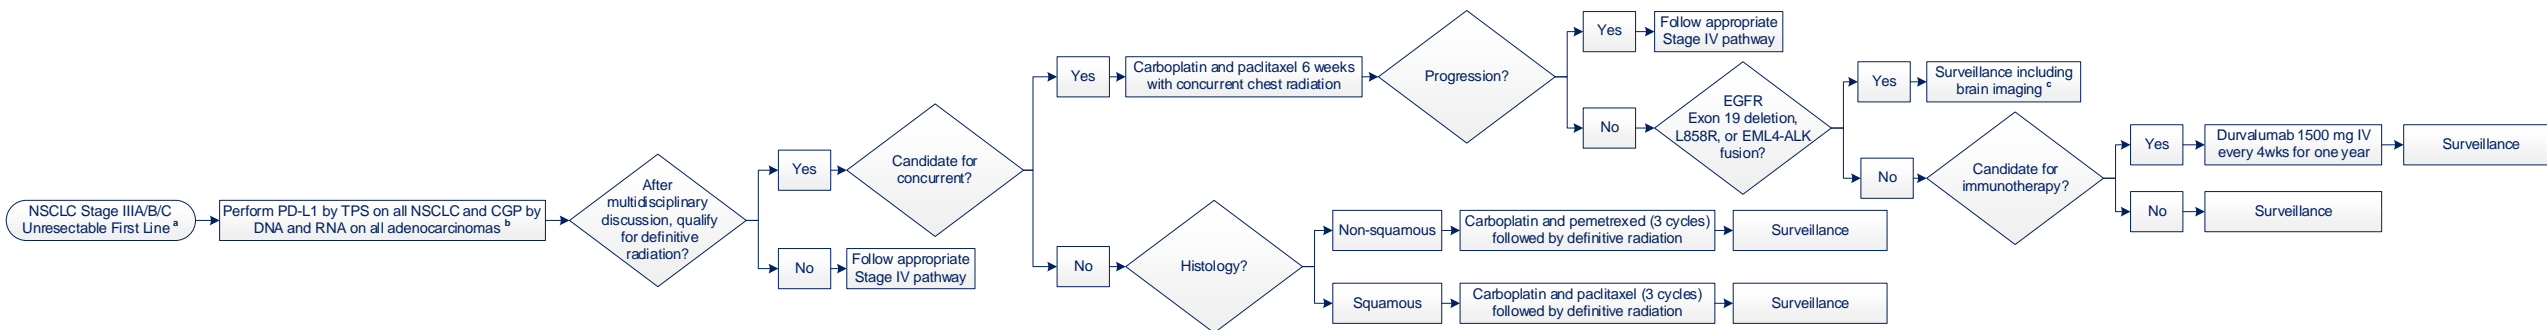 NSCLC Stage IIIA/B/C
Unresectable First Line a
Perform PD-L1 by TPS on all NSCLC and CGP by
DNA and RNA on all adenocarcinomas b
After
multidisciplinary
discussion, qualify
for definitive
radiation?
Yes
No
Follow appropriate
Stage IV pathway
Candidate for
concurrent?
Yes
Carboplatin and paclitaxel 6 weeks
with concurrent chest radiation
Progression?
Yes
Follow appropriate
Stage IV pathway
No
EGFR
Exon 19 deletion,
L858R, or EML4-ALK
fusion?
Yes
Surveillance including
brain imaging c
No
Candidate for
immunotherapy?
Yes
Durvalumab 1500 mg IV
every 4wks for one year
Surveillance
No
Surveillance
No
Histology?
Non-squamous
Carboplatin and pemetrexed (3 cycles)
followed by definitive radiation
Surveillance
Squamous
Carboplatin and paclitaxel (3 cycles)
followed by definitive radiation
Surveillance